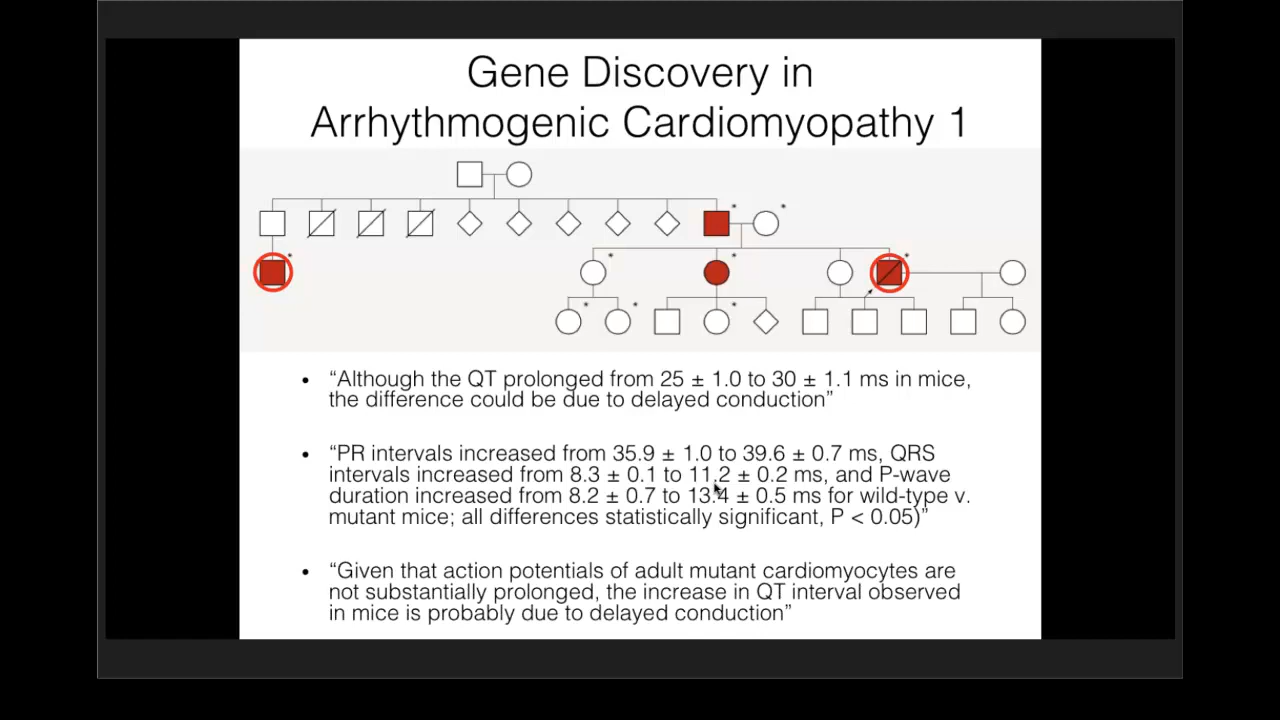 Gene Discovery in
Arrhythmogenic Cardiomyopathy 1
• “Although the QT prolonged from 25 ± 1.0 to 30 ± 1.1 ms in mice,
the difference could be due to delayed conduction”
• “PR intervals increased from 35.9 ± 1.0 to 39.6 ± 0.7 ms, QRS
intervals increased from 8.3 ± 0.1 to 11.2 ± 0.2 ms, and P-wave
duration increased from 8.2 ± 0.7 to 13.4 ± 0.5 ms for wild-type v.
mutant mice; all differences statistically significant, P < 0.05)”
• “Given that action potentials of adult mutant cardiomyocytes are
not substantially prolonged, the increase in QT interval observed
in mice is probably due to delayed conduction”